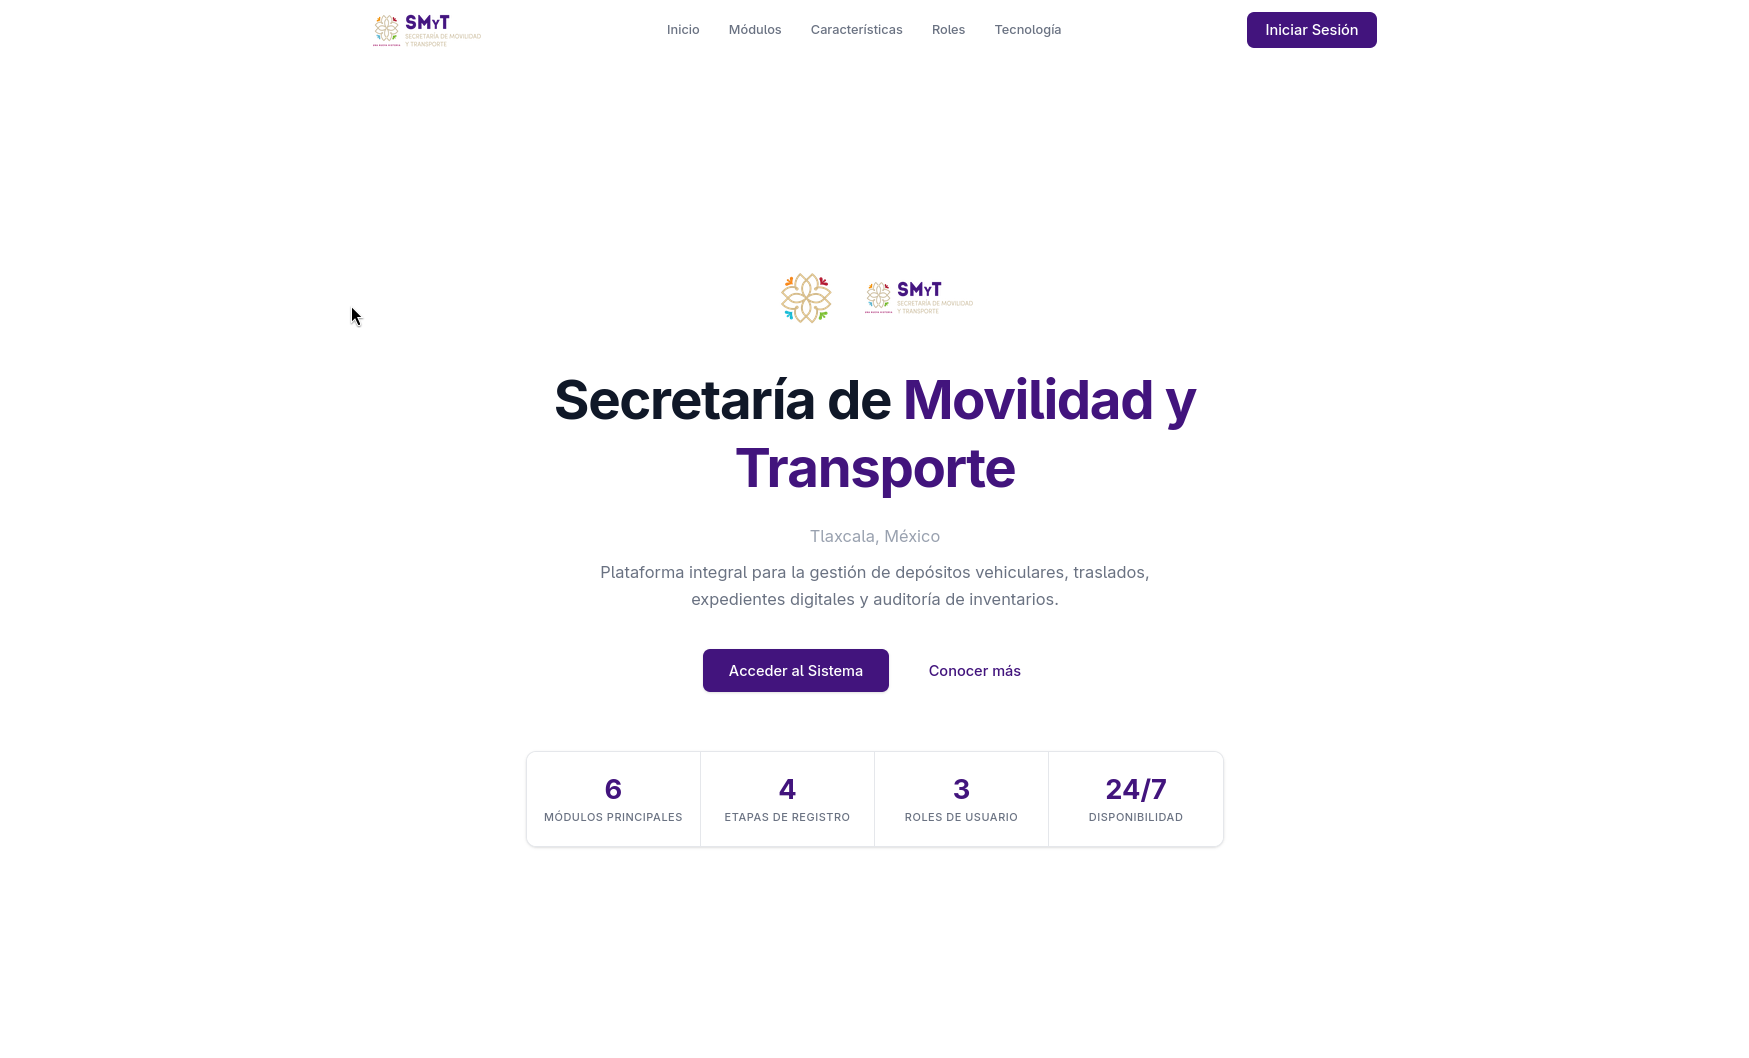 SMyT
SECRETARÍA DE MOVILIDAD
Y TRANSPORTE
Inicio
Módulos
Características
Roles
Tecnología
Iniciar Sesión
SMyT
SECRETARÍA DE MOVILIDAD
Y TRANSPORTE
Secretaría de Movilidad y
Transporte
Tlaxcala, México
Plataforma integral para la gestión de depósitos vehiculares, traslados,
expedientes digitales y auditoría de inventarios.
Acceder al Sistema
Conocer más
6
MÓDULOS PRINCIPALES
4
ETAPAS DE REGISTRO
3
ROLES DE USUARIO
24/7
DISPONIBILIDAD